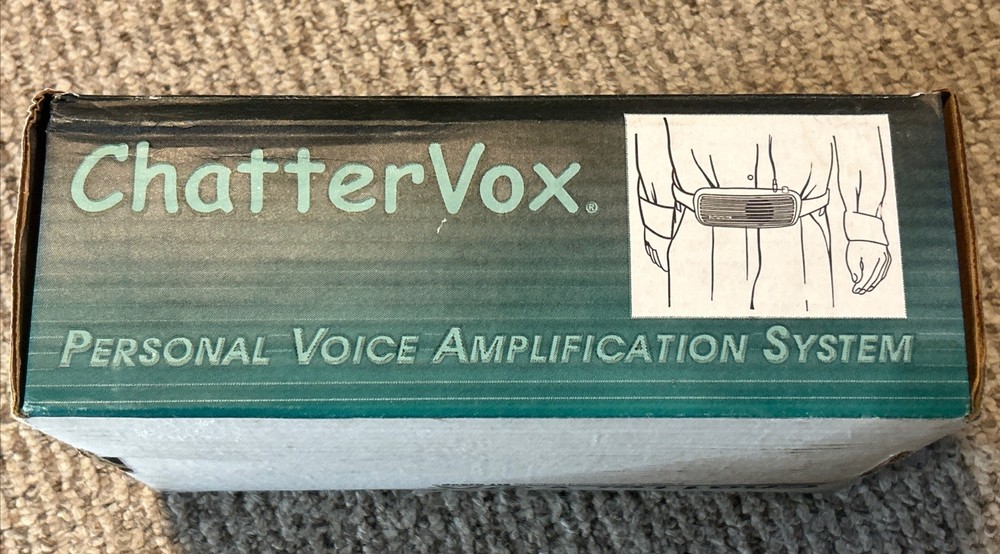 ChatterVox®
PERSONAL VOICE AMPLIFICATION SYSTEM